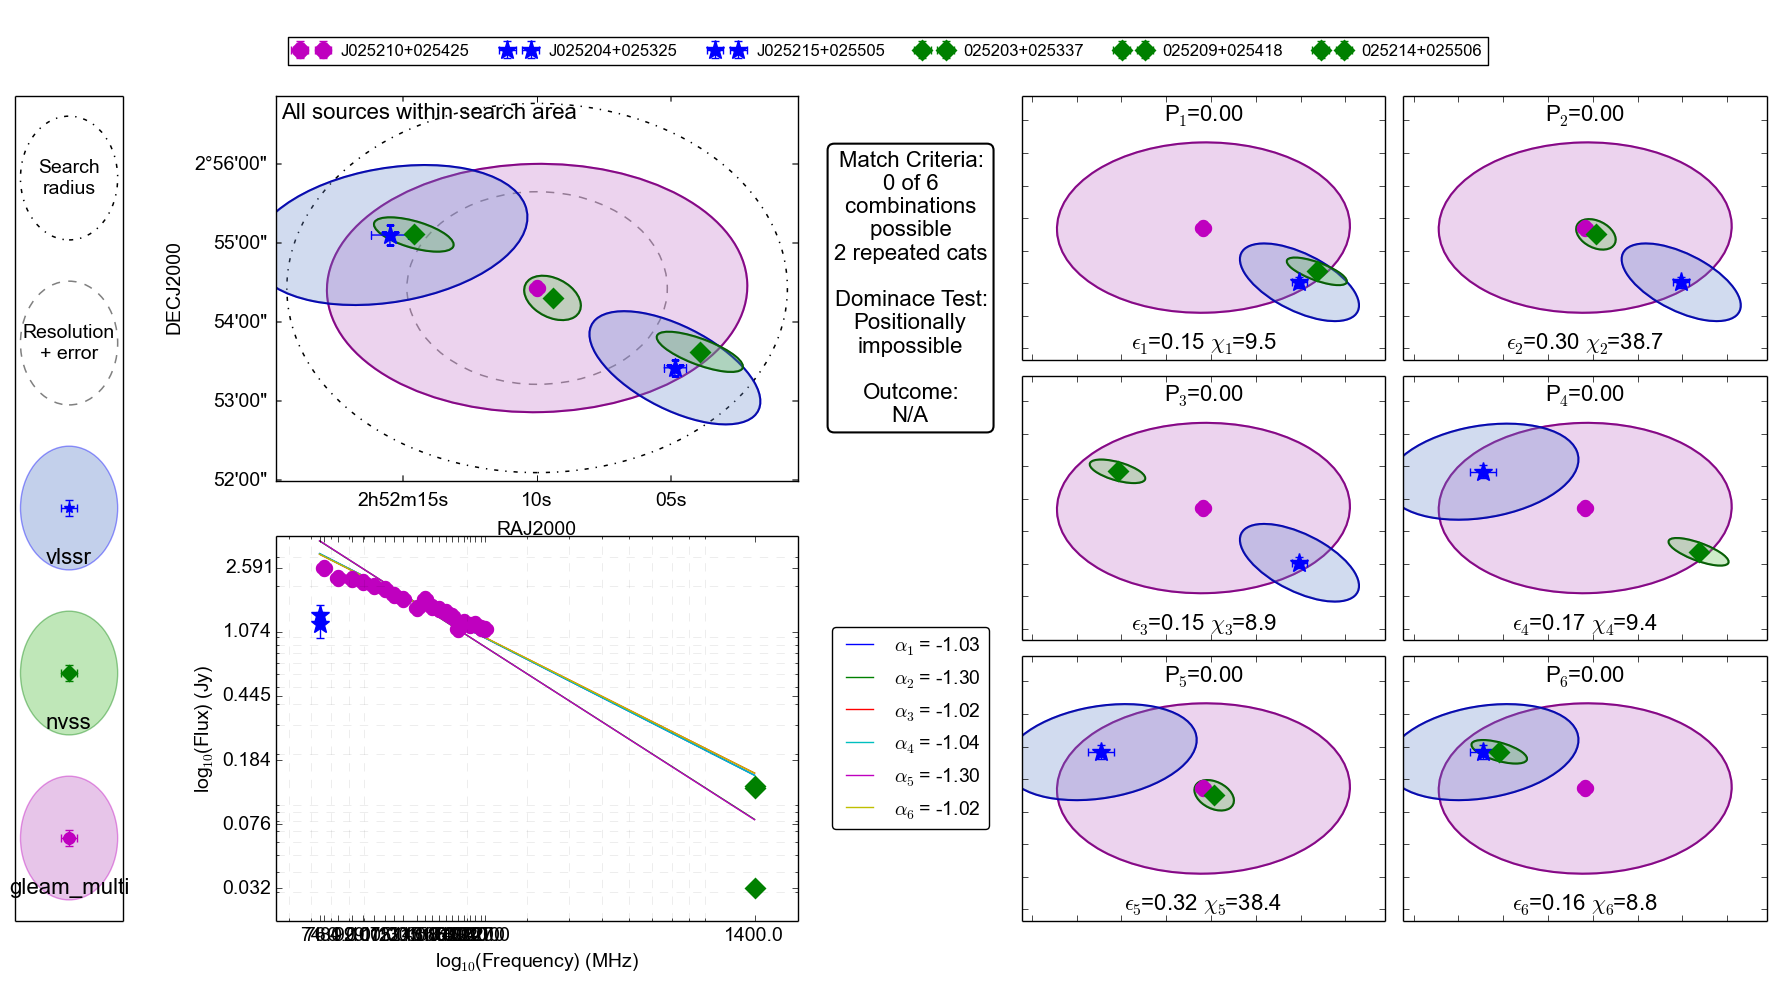 J025210+025425 J025204+025325 J025215+025505 025203+025337 025209+025418 025214+025506
Search
radius
Resolution
+ error
vlssr
nvss
gleam_multi
All sources within search area
2°56'00"
55'00"
54'00"
53'00"
52'00"
DECJ2000
2h52m15s 10s 05s
RAJ2000
Match Criteria:
0 of 6
combinations
possible
2 repeated cats
Dominace Test:
Positionally
impossible
Outcome:
N/A
2.591
1.074
0.445
0.184
0.076
0.032
log10(Flux) (Jy)
1400.0
log10(Frequency) (MHz)
α1 = -1.03
α2 = -1.30
α3 = -1.02
α4 = -1.04
α5 = -1.30
α6 = -1.02
P1=0.00
ϵ1=0.15 χ1=9.5
P2=0.00
ϵ2=0.30 χ2=38.7
P3=0.00
ϵ3=0.15 χ3=8.9
P4=0.00
ϵ4=0.17 χ4=9.4
P5=0.00
ϵ5=0.32 χ5=38.4
P6=0.00
ϵ6=0.16 χ6=8.8